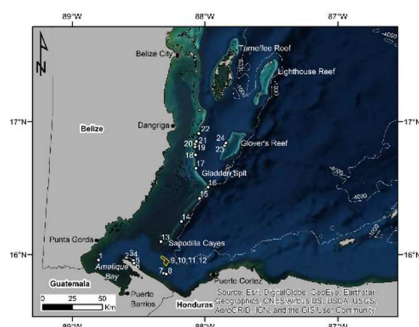 89°W 88°W 87°W
N
Belize City
Turneffe Reef
Lighthouse Reef
17°N 17°N
Belize
Dangriga
22
20 21
19
18
24
23
Glover's Reef
17
Gladden Spit
16
15
14
13
Sapodilla Cayes
Punta Gorda
9, 10, 11, 12
16°N 16°N
8
Amatique
Bay
Puerto Cortez
Guatemala
Puerto
Barrios
Honduras
0 25 50
Km
Source: Esri, DigitalGlobe, GeoEye, Earthstar
Geographics, CNES/Airbus DS, USDA, USGS,
AeroGRID, IGN, and the GIS User Community
89°W 88°W 87°W